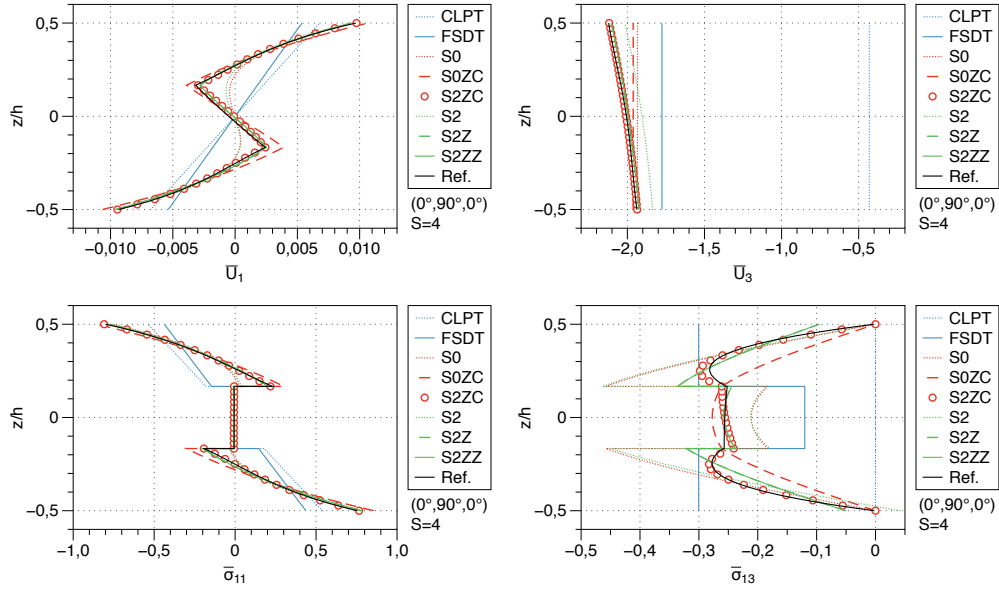 0,5
0
−0,5
z/h
−0,010
−0,005
0
0,005
0,010
U̅₁
CLPT
FSDT
S0
S0ZC
S2ZC
S2
S2Z
S2ZZ
Ref.
(0°,90°,0°)
S=4
0,5
0
−0,5
z/h
−2,0
−1,5
−1,0
−0,5
U̅₃
CLPT
FSDT
S0
S0ZC
S2ZC
S2
S2Z
S2ZZ
Ref.
(0°,90°,0°)
S=4
0,5
0
−0,5
z/h
−1,0
−0,5
0
0,5
1,0
σ̅₁₁
CLPT
FSDT
S0
S0ZC
S2ZC
S2
S2Z
S2ZZ
Ref.
(0°,90°,0°)
S=4
0,5
0
−0,5
z/h
−0,5
−0,4
−0,3
−0,2
−0,1
0
σ̅₁₃
CLPT
FSDT
S0
S0ZC
S2ZC
S2
S2Z
S2ZZ
Ref.
(0°,90°,0°)
S=4